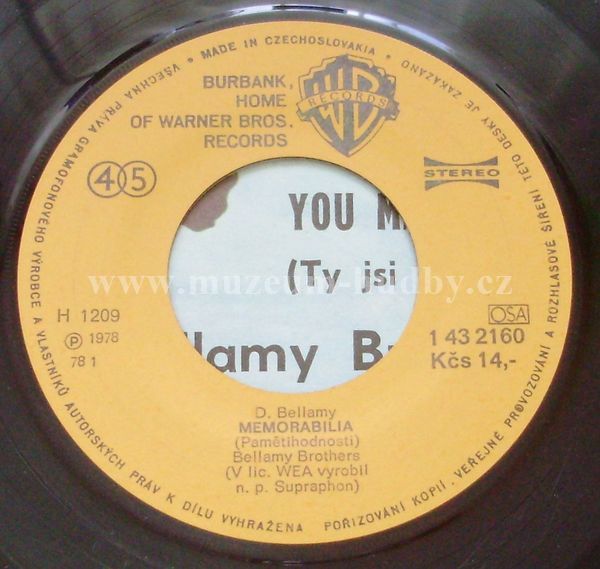 • MADE IN CZECHOSLOVAKIA •
VŠECHNA PRÁVA GRAMOFONOVÉHO VÝROBCE A VLASTNÍKŮ AUTORSKÝCH PRÁV K DÍLU VYHRAŽENA
POŘIZOVÁNÍ KOPIÍ. VEŘEJNÉ PROVOZOVÁNÍ A ROZHLASOVÉ ŠÍŘENÍ TÉTO DESKY JE ZAKÁZÁNO
BURBANK,
HOME
OF WARNER BROS.
RECORDS
WB
RECORDS
45
STEREO
YOU M
(Ty jsi
llamy B
www.muzeum-hudby.cz
H 1209
Ⓟ 1978
78 1
OSA
1 43 2160
Kčs 14,-
D. Bellamy
MEMORABILIA
(Pamětihodnosti)
Bellamy Brothers
(V lic. WEA vyrobil
n. p. Supraphon)